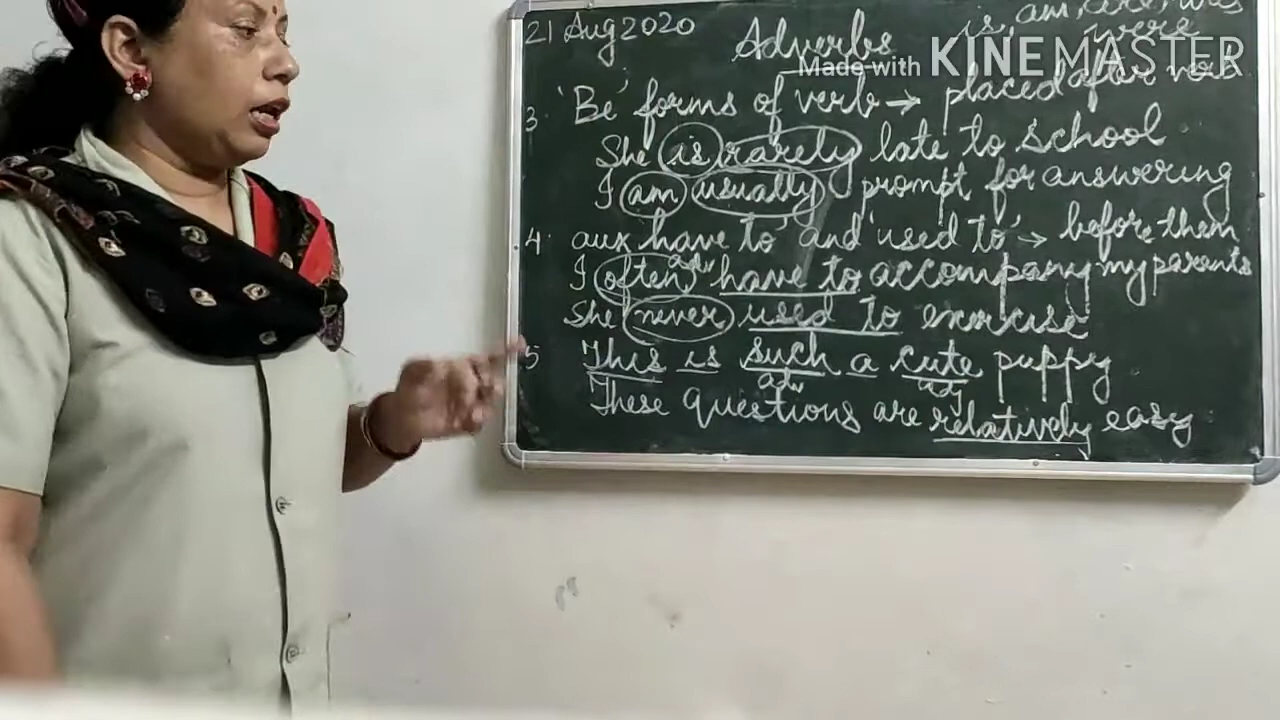 21 Aug 2020 Adverbs is, am, are, was
were
Made with KINEMASTER
3. 'Be' forms of verb → placed after verb
She is rarely late to school
I am usually prompt for answering
4. aux 'have to' and 'used to' → before them
adv
I often have to accompany my parents
She never used to exercise
5 This is such a cute puppy
adv adj
These questions are relatively easy